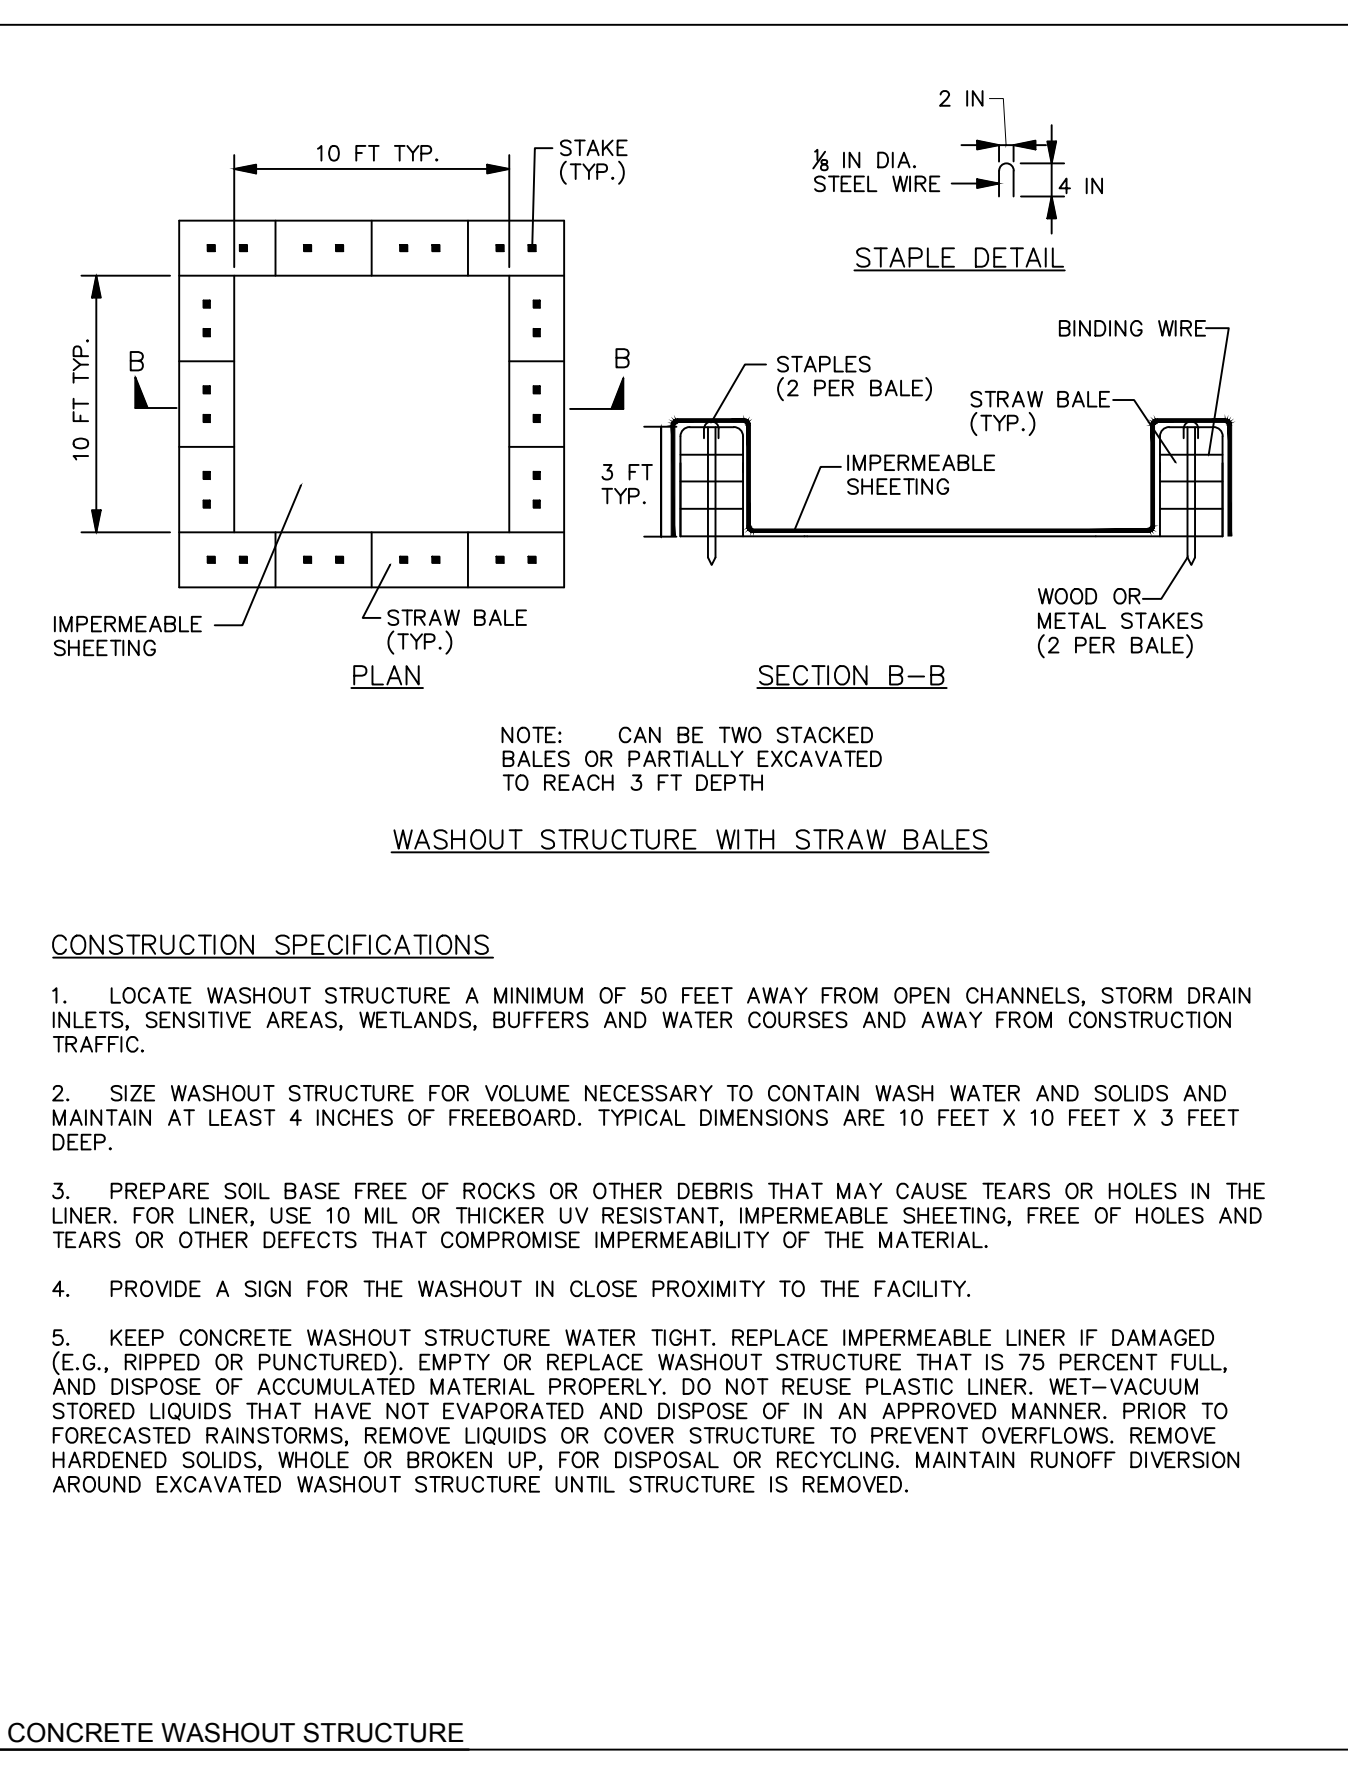 10 FT TYP.
STAKE
(TYP.)
10 FT TYP.
B
B
IMPERMEABLE
SHEETING
STRAW BALE
(TYP.)
PLAN
2 IN
⅛ IN DIA.
STEEL WIRE
4 IN
STAPLE DETAIL
BINDING WIRE
STAPLES
(2 PER BALE)
STRAW BALE
(TYP.)
3 FT
TYP.
IMPERMEABLE
SHEETING
WOOD OR
METAL STAKES
(2 PER BALE)
SECTION B-B
NOTE: CAN BE TWO STACKED
BALES OR PARTIALLY EXCAVATED
TO REACH 3 FT DEPTH
WASHOUT STRUCTURE WITH STRAW BALES
CONSTRUCTION SPECIFICATIONS
1. LOCATE WASHOUT STRUCTURE A MINIMUM OF 50 FEET AWAY FROM OPEN CHANNELS, STORM DRAIN
INLETS, SENSITIVE AREAS, WETLANDS, BUFFERS AND WATER COURSES AND AWAY FROM CONSTRUCTION
TRAFFIC.
2. SIZE WASHOUT STRUCTURE FOR VOLUME NECESSARY TO CONTAIN WASH WATER AND SOLIDS AND
MAINTAIN AT LEAST 4 INCHES OF FREEBOARD. TYPICAL DIMENSIONS ARE 10 FEET X 10 FEET X 3 FEET
DEEP.
3. PREPARE SOIL BASE FREE OF ROCKS OR OTHER DEBRIS THAT MAY CAUSE TEARS OR HOLES IN THE
LINER. FOR LINER, USE 10 MIL OR THICKER UV RESISTANT, IMPERMEABLE SHEETING, FREE OF HOLES AND
TEARS OR OTHER DEFECTS THAT COMPROMISE IMPERMEABILITY OF THE MATERIAL.
4. PROVIDE A SIGN FOR THE WASHOUT IN CLOSE PROXIMITY TO THE FACILITY.
5. KEEP CONCRETE WASHOUT STRUCTURE WATER TIGHT. REPLACE IMPERMEABLE LINER IF DAMAGED
(E.G., RIPPED OR PUNCTURED). EMPTY OR REPLACE WASHOUT STRUCTURE THAT IS 75 PERCENT FULL,
AND DISPOSE OF ACCUMULATED MATERIAL PROPERLY. DO NOT REUSE PLASTIC LINER. WET-VACUUM
STORED LIQUIDS THAT HAVE NOT EVAPORATED AND DISPOSE OF IN AN APPROVED MANNER. PRIOR TO
FORECASTED RAINSTORMS, REMOVE LIQUIDS OR COVER STRUCTURE TO PREVENT OVERFLOWS. REMOVE
HARDENED SOLIDS, WHOLE OR BROKEN UP, FOR DISPOSAL OR RECYCLING. MAINTAIN RUNOFF DIVERSION
AROUND EXCAVATED WASHOUT STRUCTURE UNTIL STRUCTURE IS REMOVED.
CONCRETE WASHOUT STRUCTURE